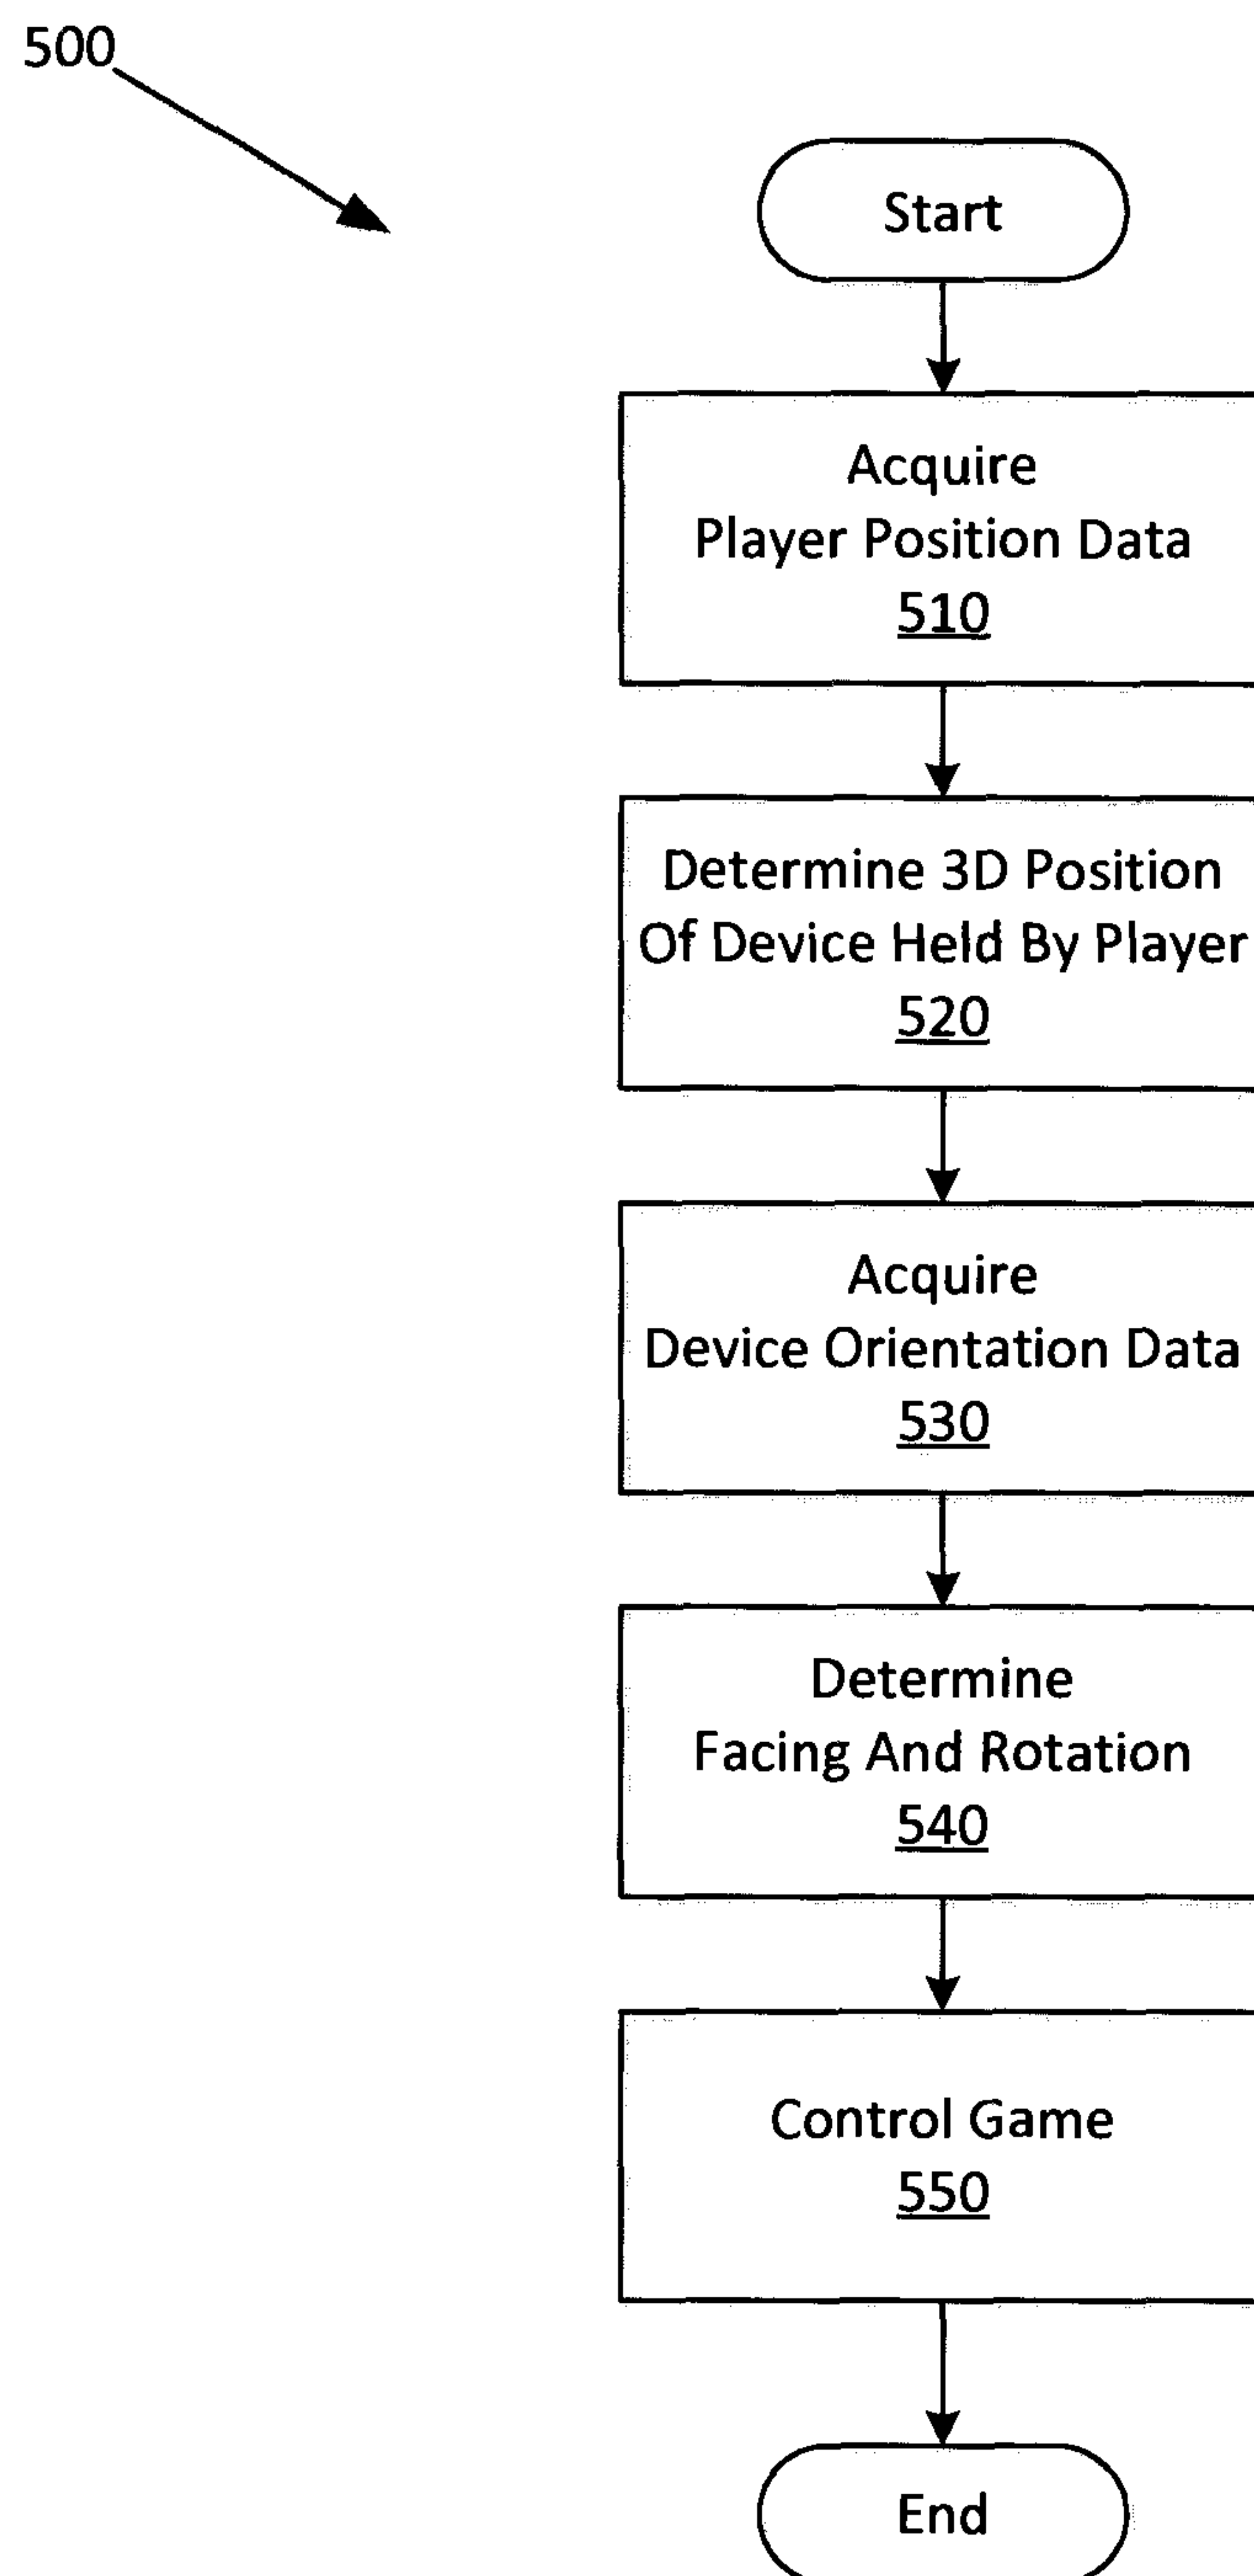 500
Start
Acquire
Player Position Data
510
Determine 3D Position
Of Device Held By Player
520
Acquire
Device Orientation Data
530
Determine
Facing And Rotation
540
Control Game
550
End